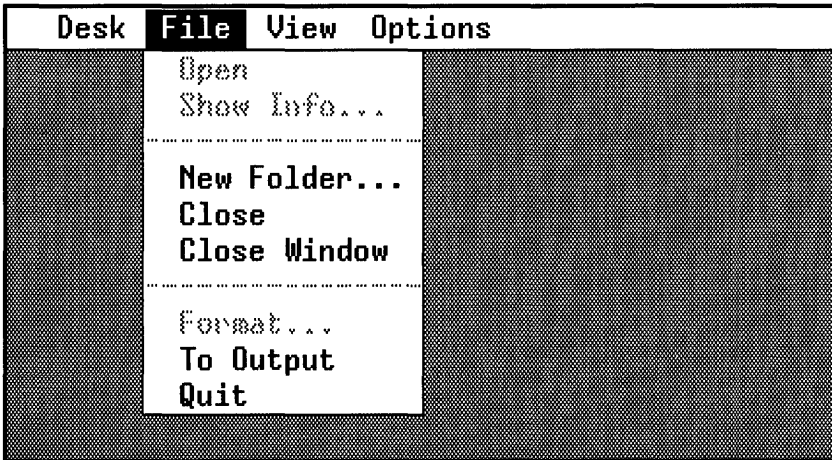 Desk File View Options
Open
Show Info...
New Folder...
Close
Close Window
Format...
To Output
Quit